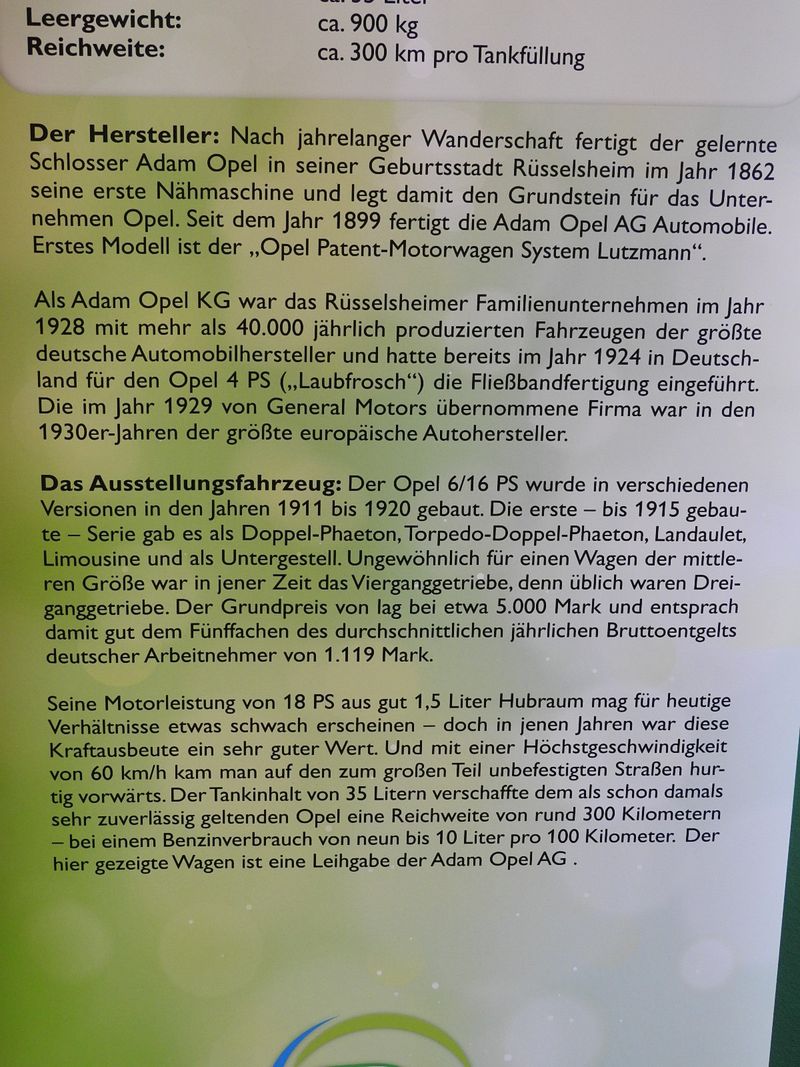 ca. 35 Liter
Leergewicht: ca. 900 kg
Reichweite: ca. 300 km pro Tankfüllung
Der Hersteller: Nach jahrelanger Wanderschaft fertigt der gelernte
Schlosser Adam Opel in seiner Geburtsstadt Rüsselsheim im Jahr 1862
seine erste Nähmaschine und legt damit den Grundstein für das Unter-
nehmen Opel. Seit dem Jahr 1899 fertigt die Adam Opel AG Automobile.
Erstes Modell ist der „Opel Patent-Motorwagen System Lutzmann“.
Als Adam Opel KG war das Rüsselsheimer Familienunternehmen im Jahr
1928 mit mehr als 40.000 jährlich produzierten Fahrzeugen der größte
deutsche Automobilhersteller und hatte bereits im Jahr 1924 in Deutsch-
land für den Opel 4 PS („Laubfrosch“) die Fließbandfertigung eingeführt.
Die im Jahr 1929 von General Motors übernommene Firma war in den
1930er-Jahren der größte europäische Autohersteller.
Das Ausstellungsfahrzeug: Der Opel 6/16 PS wurde in verschiedenen
Versionen in den Jahren 1911 bis 1920 gebaut. Die erste – bis 1915 gebau-
te – Serie gab es als Doppel-Phaeton, Torpedo-Doppel-Phaeton, Landaulet,
Limousine und als Untergestell. Ungewöhnlich für einen Wagen der mittle-
ren Größe war in jener Zeit das Vierganggetriebe, denn üblich waren Drei-
ganggetriebe. Der Grundpreis von lag bei etwa 5.000 Mark und entsprach
damit gut dem Fünffachen des durchschnittlichen jährlichen Bruttoentgelts
deutscher Arbeitnehmer von 1.119 Mark.
Seine Motorleistung von 18 PS aus gut 1,5 Liter Hubraum mag für heutige
Verhältnisse etwas schwach erscheinen – doch in jenen Jahren war diese
Kraftausbeute ein sehr guter Wert. Und mit einer Höchstgeschwindigkeit
von 60 km/h kam man auf den zum großen Teil unbefestigten Straßen hur-
tig vorwärts. Der Tankinhalt von 35 Litern verschaffte dem als schon damals
sehr zuverlässig geltenden Opel eine Reichweite von rund 300 Kilometern
– bei einem Benzinverbrauch von neun bis 10 Liter pro 100 Kilometer. Der
hier gezeigte Wagen ist eine Leihgabe der Adam Opel AG .